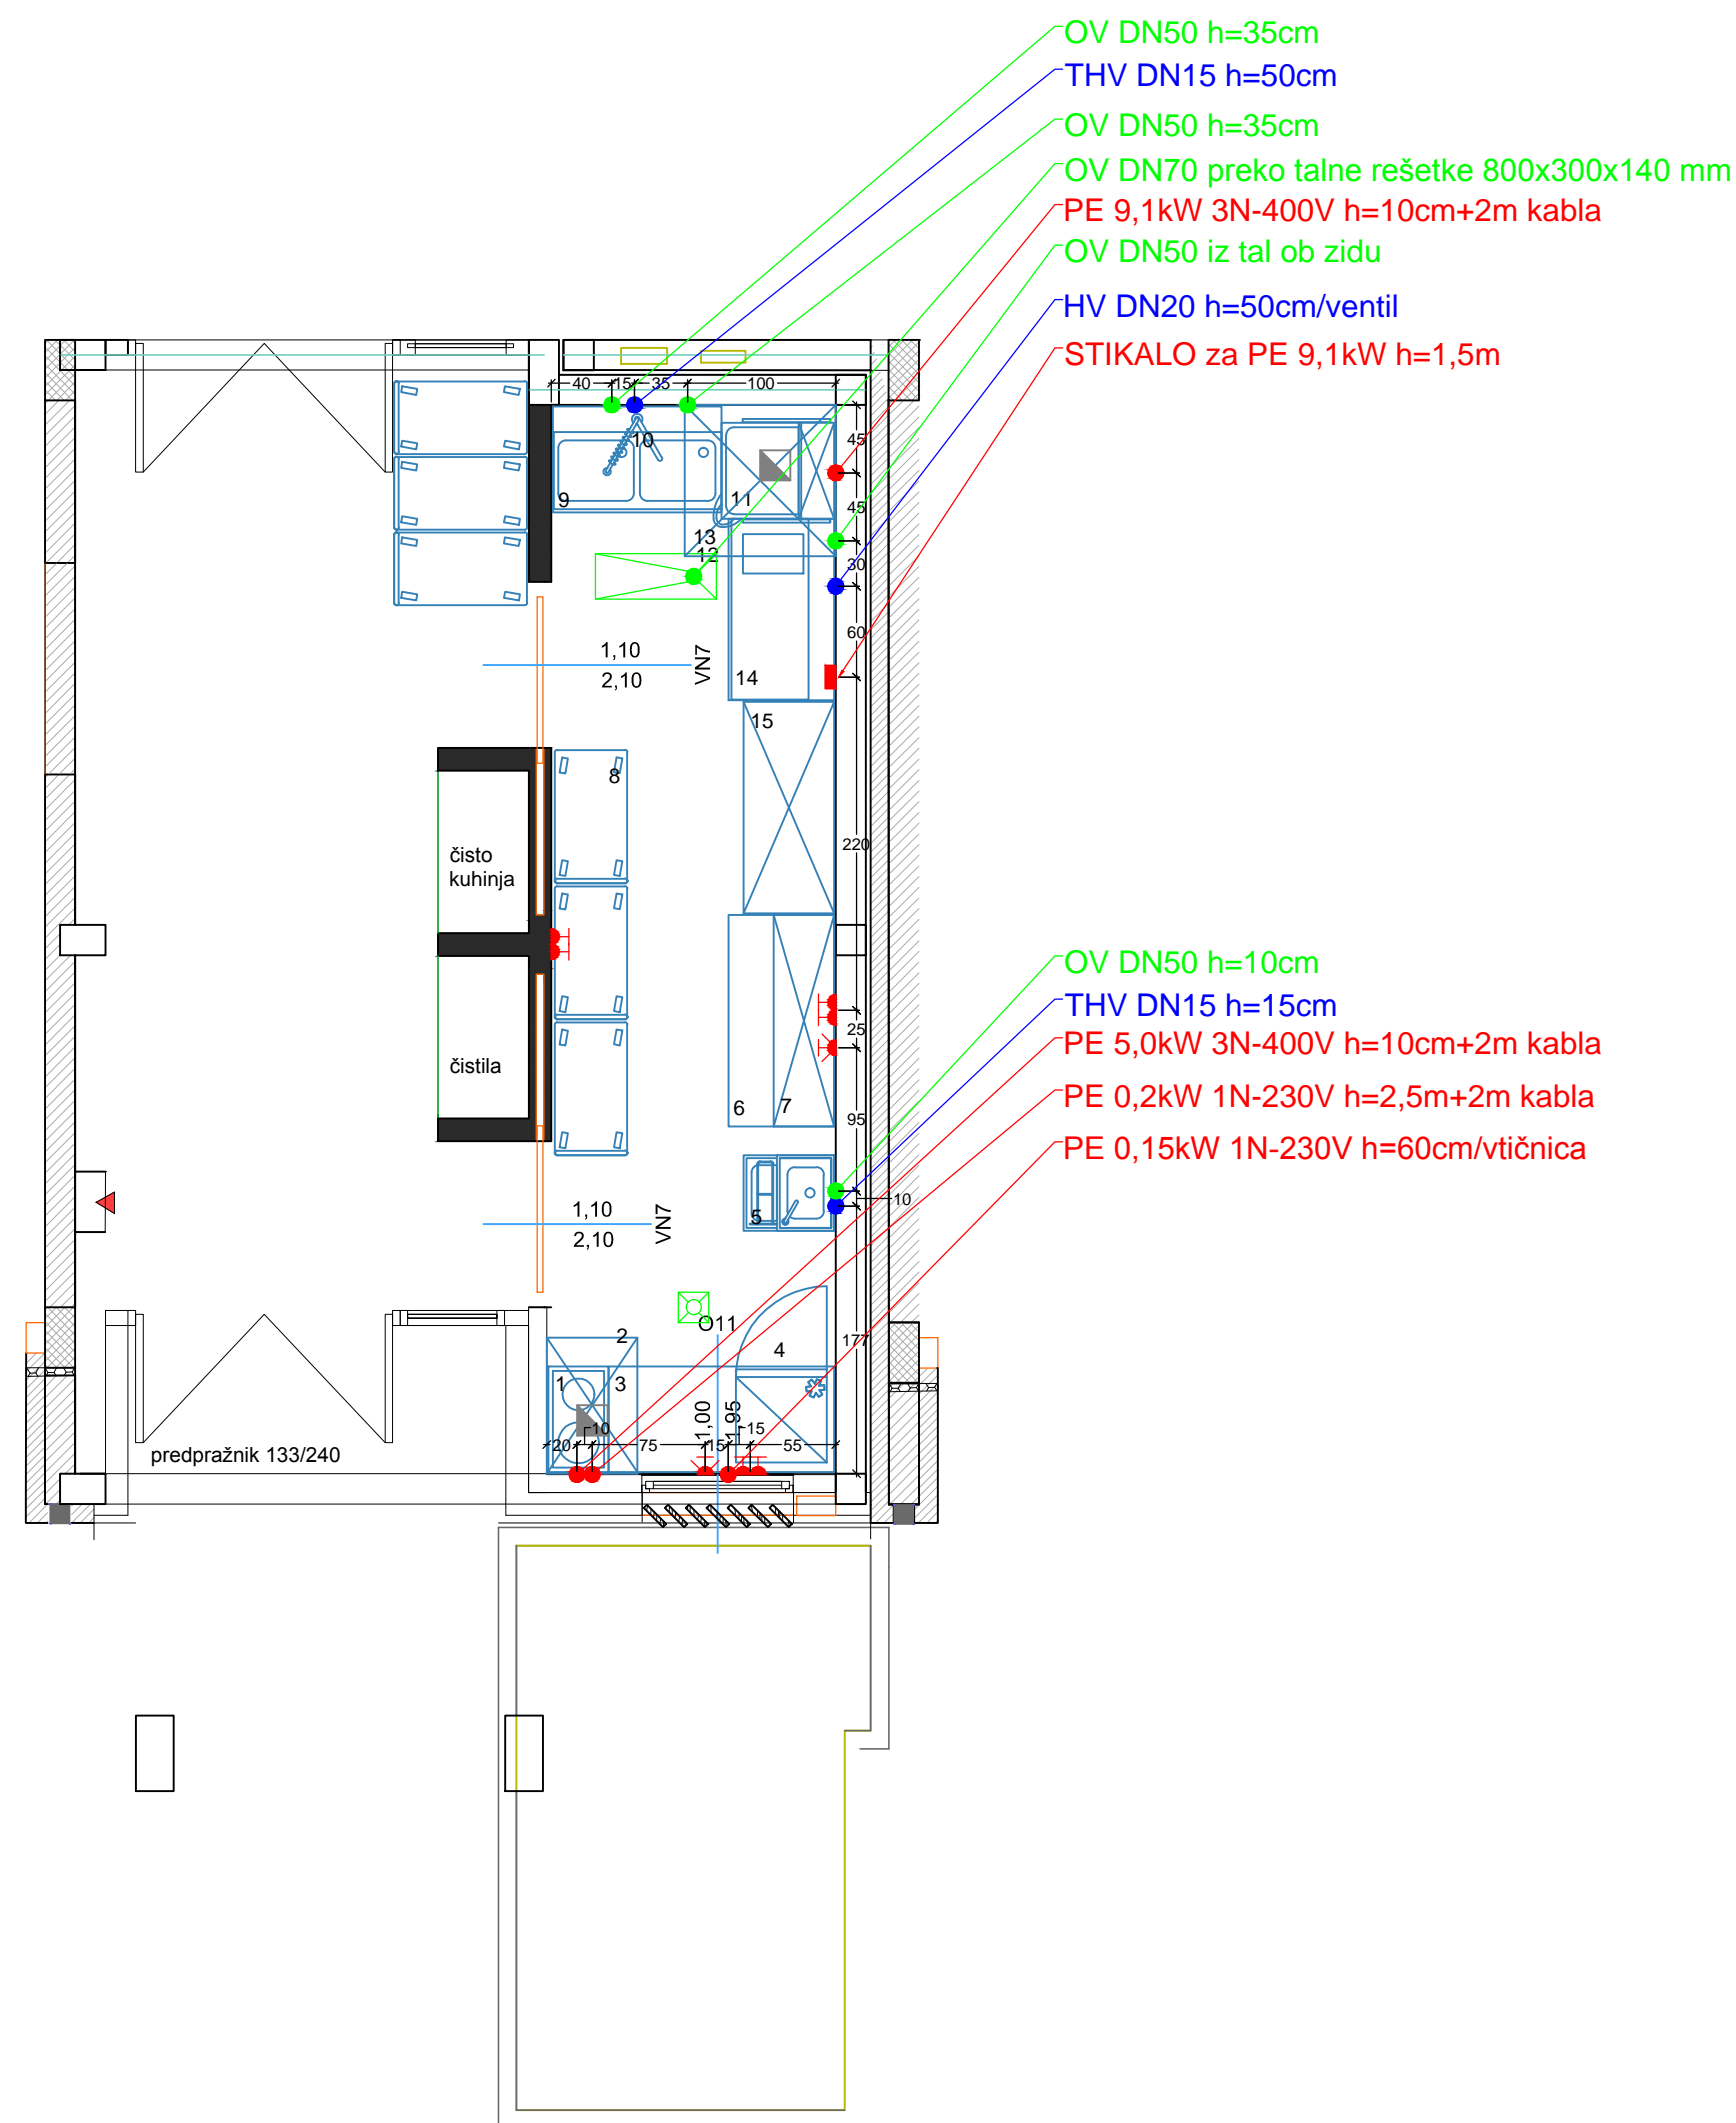 OV DN50 h=35cm
THV DN15 h=50cm
OV DN50 h=35cm
OV DN70 preko talne rešetke 800x300x140 mm
PE 9,1kW 3N-400V h=10cm+2m kabla
OV DN50 iz tal ob zidu
HV DN20 h=50cm/ventil
STIKALO za PE 9,1kW h=1,5m
40
15
35
100
45
10
9
11
45
13
12
30
60
1,10
2,10
VN7
14
15
8
220
čisto
kuhinja
25
čistila
6
7
95
OV DN50 h=10cm
THV DN15 h=15cm
PE 5,0kW 3N-400V h=10cm+2m kabla
PE 0,2kW 1N-230V h=2,5m+2m kabla
PE 0,15kW 1N-230V h=60cm/vtičnica
10
5
1,10
2,10
VN7
O11
2
4
177
1
3
1,00
1,95
10
15
20
75
15
55
predpražnik 133/240